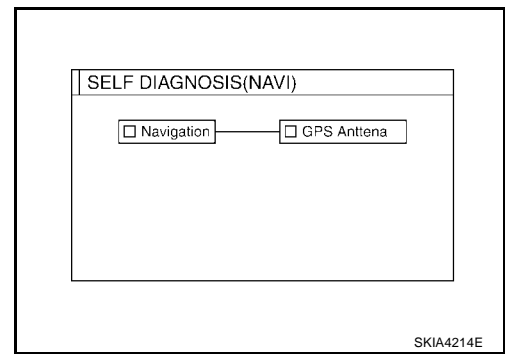 SELF DIAGNOSIS(NAVI)
Navigation
GPS Anttena
SKIA4214E